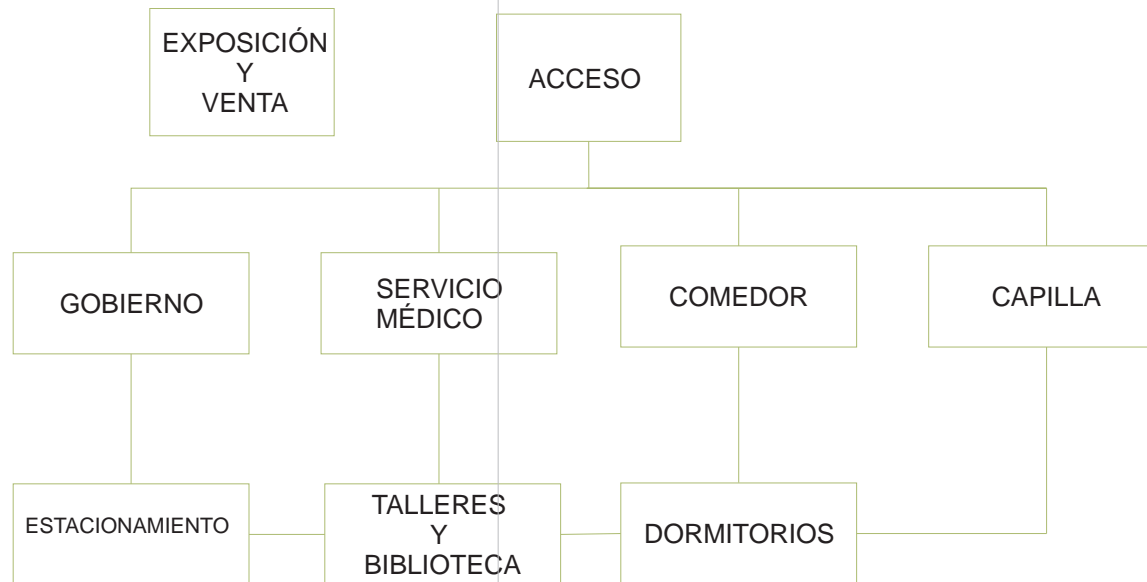 EXPOSICIÓN
Y
VENTA
ACCESO
GOBIERNO
SERVICIO
MÉDICO
COMEDOR
CAPILLA
ESTACIONAMIENTO
TALLERES
Y
BIBLIOTECA
DORMITORIOS